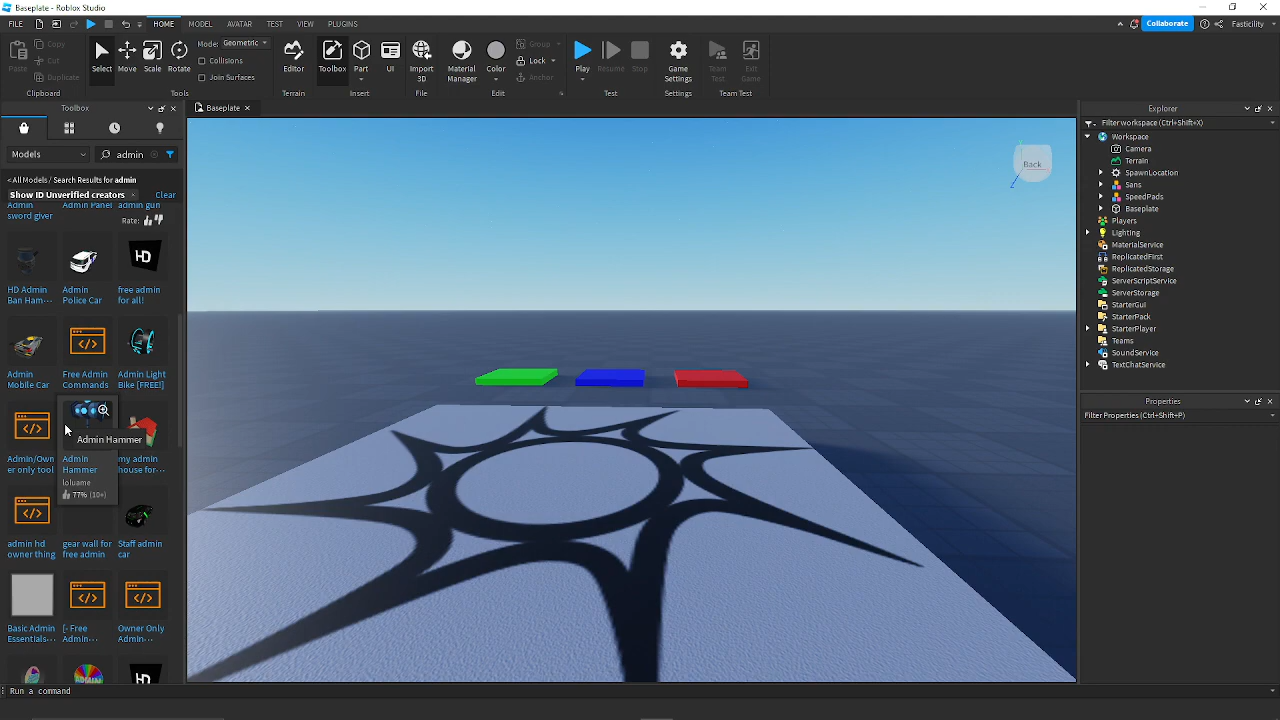 Baseplate - Roblox Studio
FILE
HOME MODEL AVATAR TEST VIEW PLUGINS
Collaborate
Fasticility
Paste
Copy
Cut
Duplicate
Clipboard
Select Move Scale Rotate
Mode: Geometric
Collisions
Join Surfaces
Tools
Editor
Terrain
Toolbox Part UI
Insert
Import 3D
File
Material Manager
Color
Group
Lock
Anchor
Edit
Play Resume Stop
Test
Game Settings
Settings
Team Test
Exit Game
Team Test
Toolbox
Baseplate
Models
admin
<All Models / Search Results for admin
Show ID Unverified creators
Clear
Admin sword giver
Admin Panel
admin gun
Rate:
HD
HD Admin Ban Ham...
Admin Police Car
free admin for all!
Admin Mobile Car
Free Admin Commands
Admin Light Bike [FREE!]
Admin Hammer
Admin/Own er only tool
Admin Hammer
my admin house for...
loluame
77% (10+)
admin hd owner thing
gear wall for free admin
Staff admin car
Basic Admin Essentials...
[- Free Admin-...
Owner Only Admin-...
HD
Run a command
Back
Explorer
Filter workspace (Ctrl+Shift+X)
Workspace
Camera
Terrain
SpawnLocation
Sans
SpeedPads
Baseplate
Players
Lighting
MaterialService
ReplicatedFirst
ReplicatedStorage
ServerScriptService
ServerStorage
StarterGui
StarterPack
StarterPlayer
Teams
SoundService
TextChatService
Properties
Filter Properties (Ctrl+Shift+P)